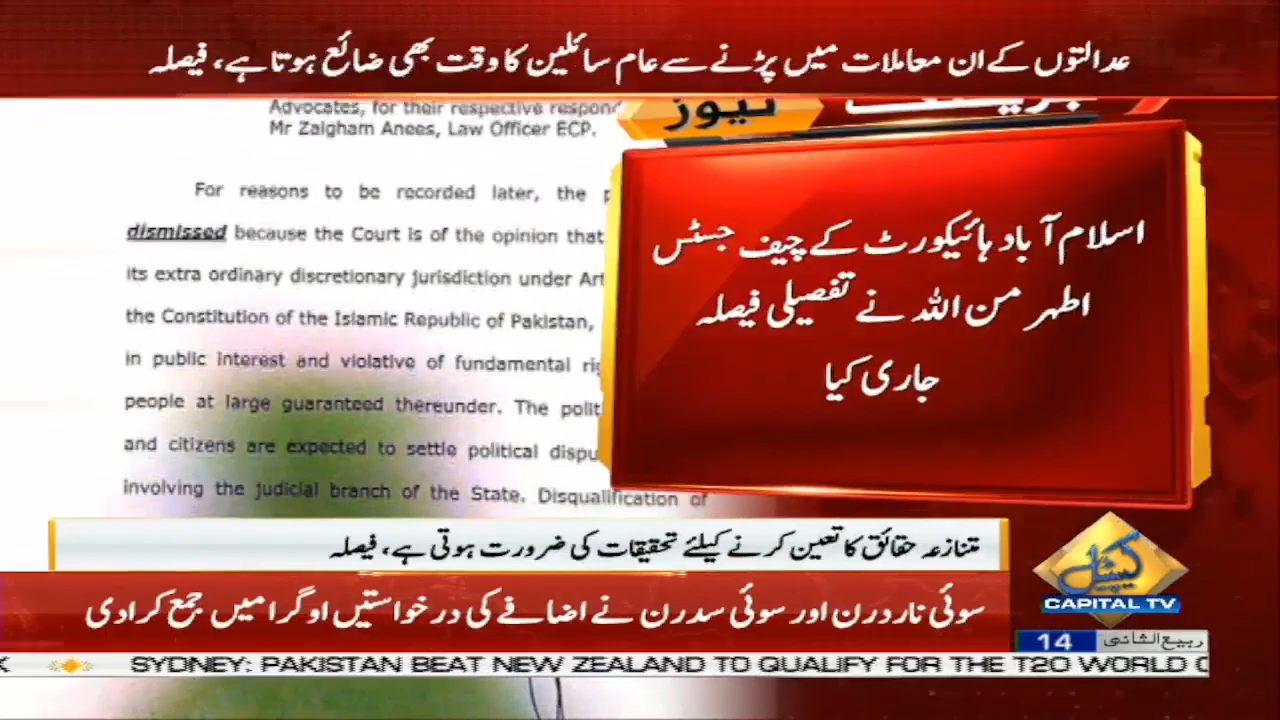 عدالتوں کے ان معاملات میں پڑنے سے عام سائلین کا وقت بھی ضائع ہوتا ہے، فیصلہ
Advocates, for their respective respond
Mr Zaigham Anees, Law Officer ECP.
For reasons to be recorded later, the p
dismissed because the Court is of the opinion that
its extra ordinary discretionary jurisdiction under Art
the Constitution of the Islamic Republic of Pakistan,
in public interest and violative of fundamental rig
people at large guaranteed thereunder. The polit
and citizens are expected to settle political dispu
involving the judicial branch of the State. Disqualification of
بریکنگ نیوز
اسلام آباد ہائیکورٹ کے چیف جسٹس
اطہر من اللہ نے تفصیلی فیصلہ
جاری کیا
متنازعہ حقائق کا تعین کرنے کیلئے تحقیقات کی ضرورت ہوتی ہے، فیصلہ
سوئی ناردرن اور سوئی سدرن نے اضافے کی درخواستیں اوگرا میں جمع کرادی
کیپیٹل
CAPITAL TV
14 ربیع الثانی
K SYDNEY: PAKISTAN BEAT NEW ZEALAND TO QUALIFY FOR THE T20 WORLD C